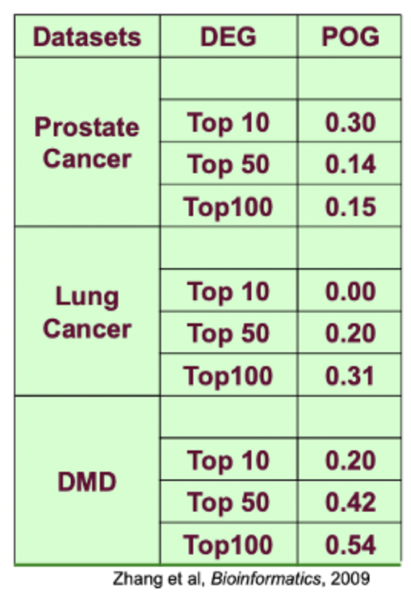 Datasets DEG POG
Prostate Cancer
Top 10 0.30
Top 50 0.14
Top100 0.15
Lung Cancer
Top 10 0.00
Top 50 0.20
Top100 0.31
DMD
Top 10 0.20
Top 50 0.42
Top100 0.54
Zhang et al, Bioinformatics, 2009